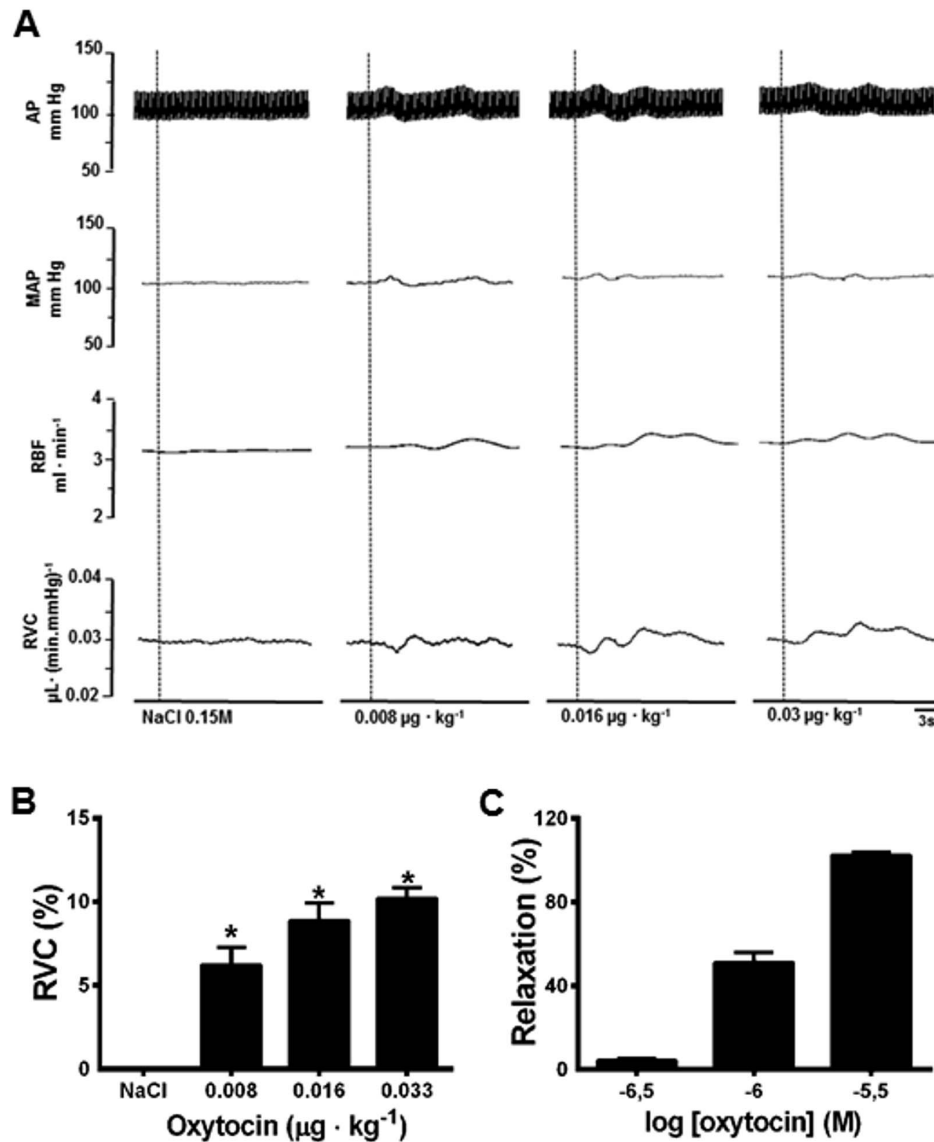 A
AP
mm Hg
150
100
50
MAP
mm Hg
150
100
50
RBF
ml · min⁻¹
4
3
2
RVC
µL· (min.mmHg)⁻¹
0.04
0.03
0.02
NaCl 0.15M
0.008 µg · kg⁻¹
0.016 µg · kg⁻¹
0.03 µg· kg⁻¹
3s
B
RVC (%)
15
10
5
0
* * *
NaCl 0.008 0.016 0.033
Oxytocin (µg · kg⁻¹)
C
Relaxation (%)
120
80
40
0
-6,5 -6 -5,5
log [oxytocin] (M)